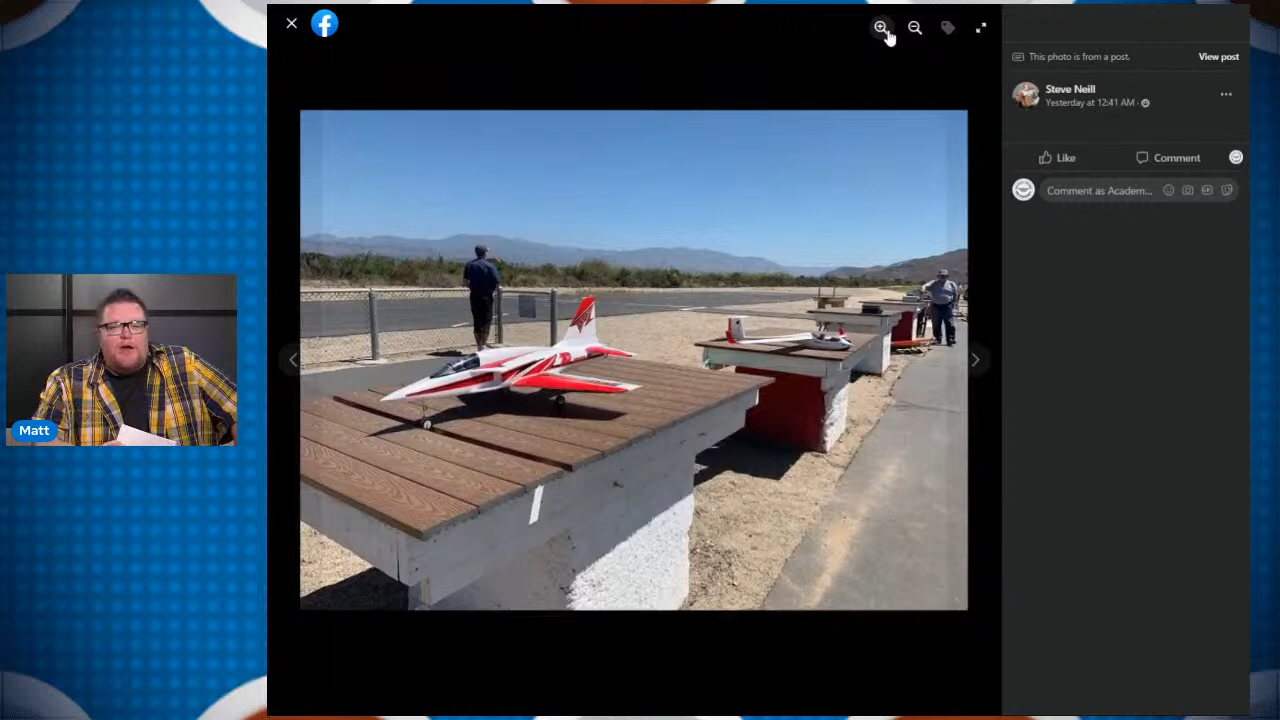 f
This photo is from a post.
View post
Steve Neill
Yesterday at 12:41 AM ·
Like
Comment
Comment as Academ...
GIF
Matt